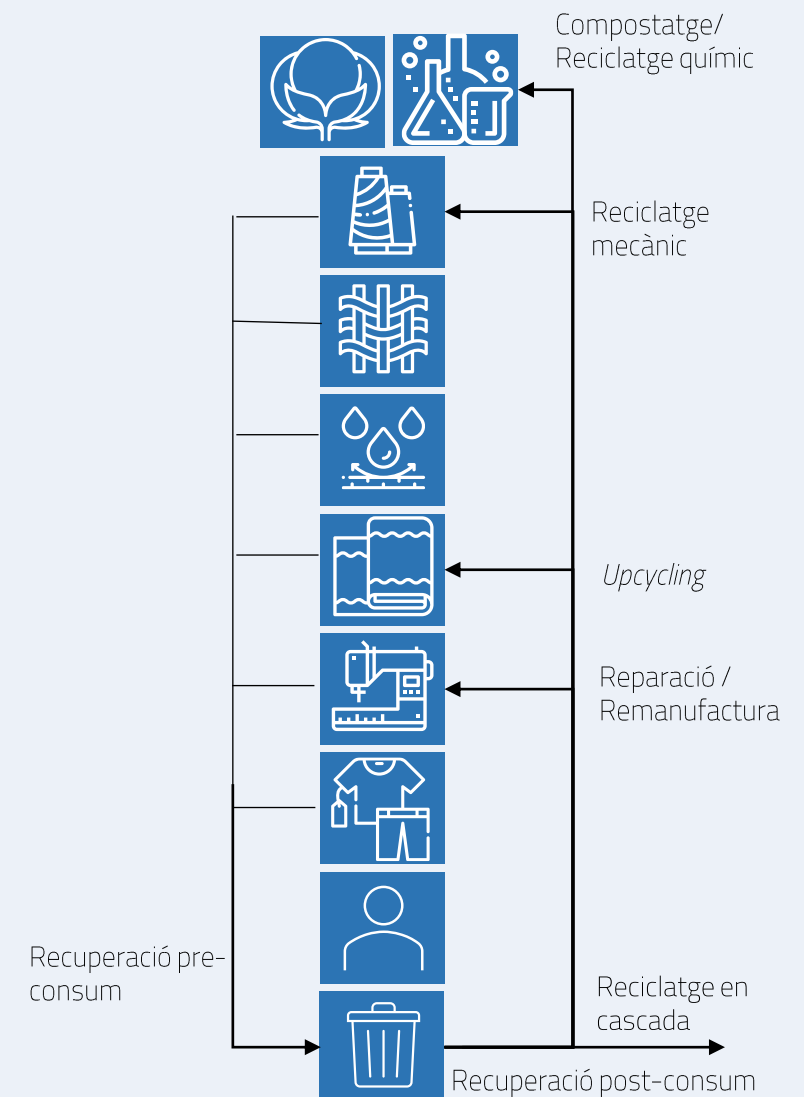 Compostatge/
Reciclatge químic
Reciclatge
mecànic
Upcycling
Reparació /
Remanufactura
Recuperació pre-
consum
Reciclatge en
cascada
Recuperació post-consum